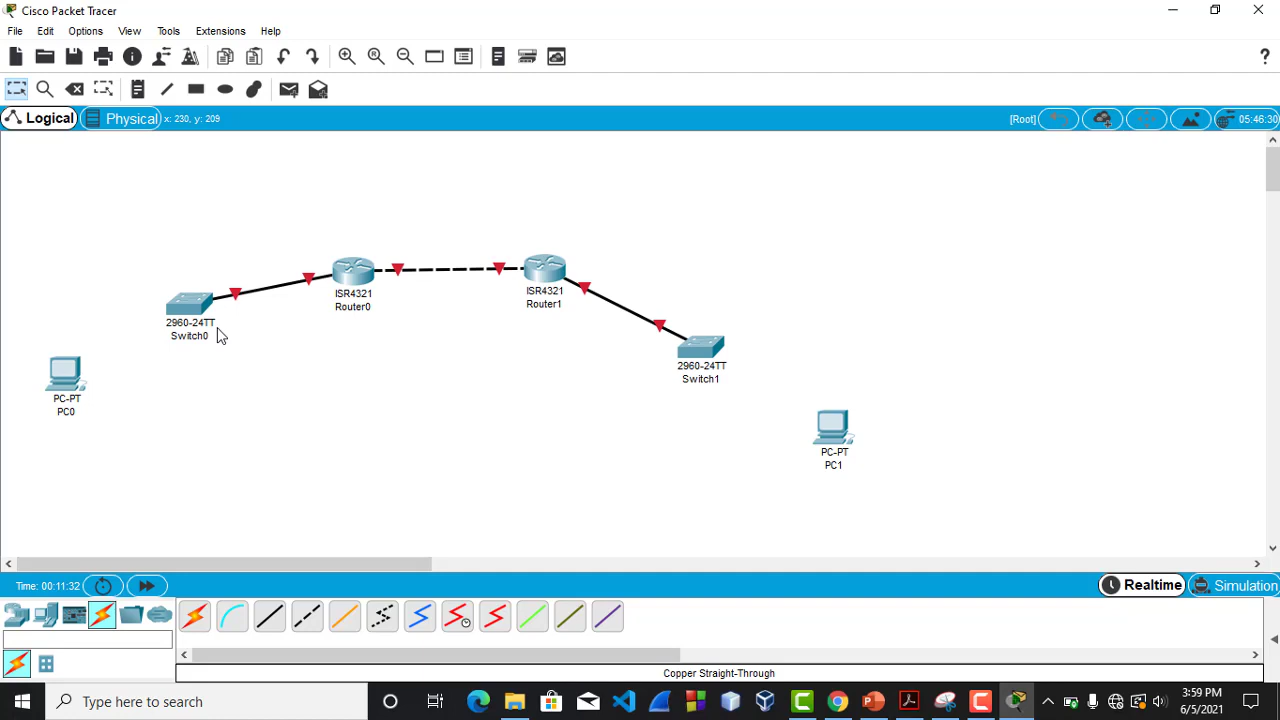 Cisco Packet Tracer
File Edit Options View Tools Extensions Help
Logical Physical x: 230, y: 209 [Root] 05:46:30
ISR4321
Router0
ISR4321
Router1
2960-24TT
Switch0
2960-24TT
Switch1
PC-PT
PC0
PC-PT
PC1
Time: 00:11:32 Realtime Simulation
Copper Straight-Through
Type here to search
3:59 PM
6/5/2021